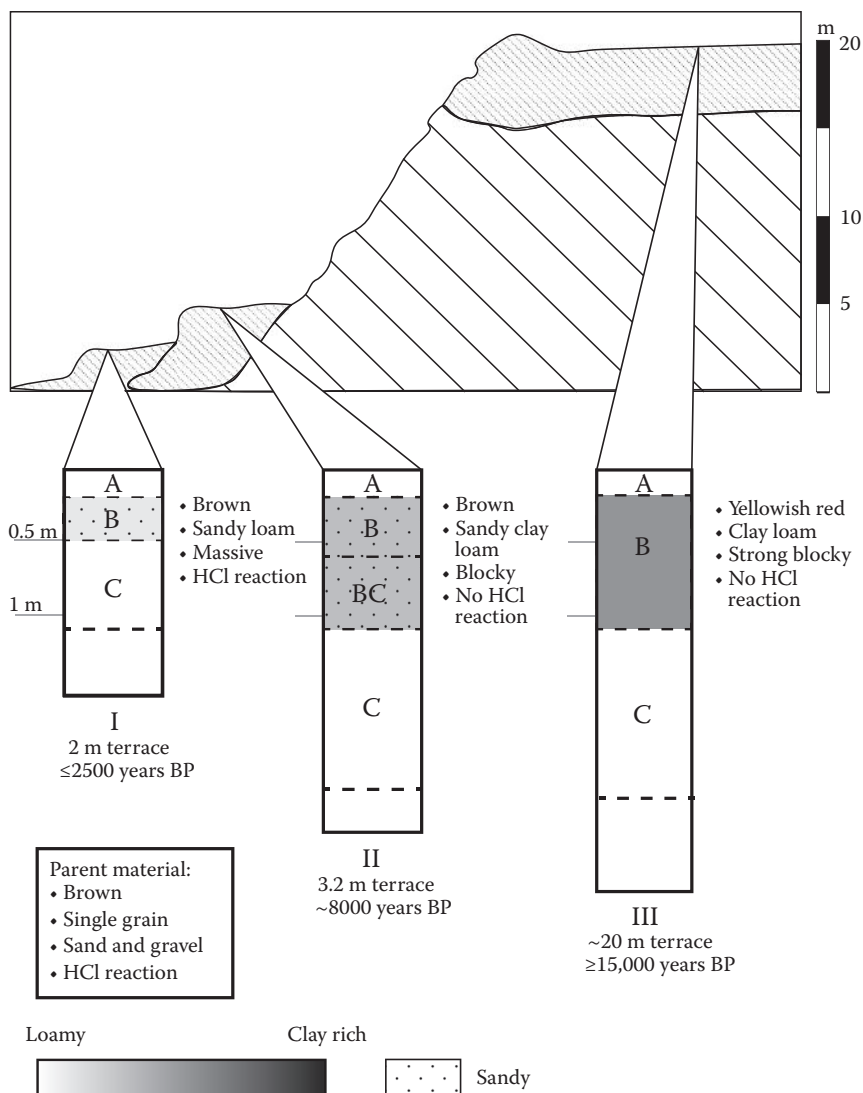 m
20
10
5
A
B
C
0.5 m
1 m
• Brown
• Sandy loam
• Massive
• HCl reaction
I
2 m terrace
≤2500 years BP
A
B
BC
C
• Brown
• Sandy clay
loam
• Blocky
• No HCl
reaction
II
3.2 m terrace
~8000 years BP
A
B
C
• Yellowish red
• Clay loam
• Strong blocky
• No HCl
reaction
III
~20 m terrace
≥15,000 years BP
Parent material:
• Brown
• Single grain
• Sand and gravel
• HCl reaction
Loamy
Clay rich
Sandy